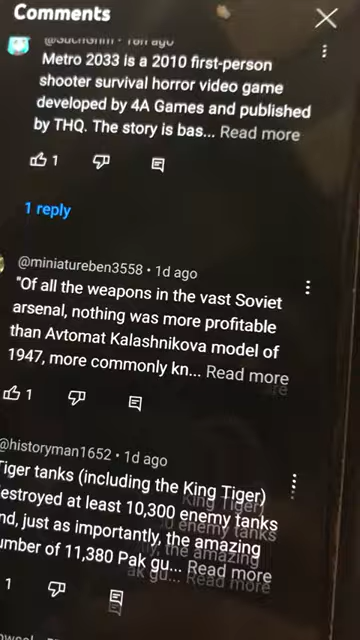 Comments
Metro 2033 is a 2010 first-person
shooter survival horror video game
developed by 4A Games and published
by THQ. The story is bas... Read more
1
1 reply
@miniatureben3558 • 1d ago
"Of all the weapons in the vast Soviet
arsenal, nothing was more profitable
than Avtomat Kalashnikova model of
1947, more commonly kn... Read more
1
@historyman1652 • 1d ago
Tiger tanks (including the King Tiger)
destroyed at least 10,300 enemy tanks
and, just as importantly, the amazing
number of 11,380 Pak gu... Read more
1